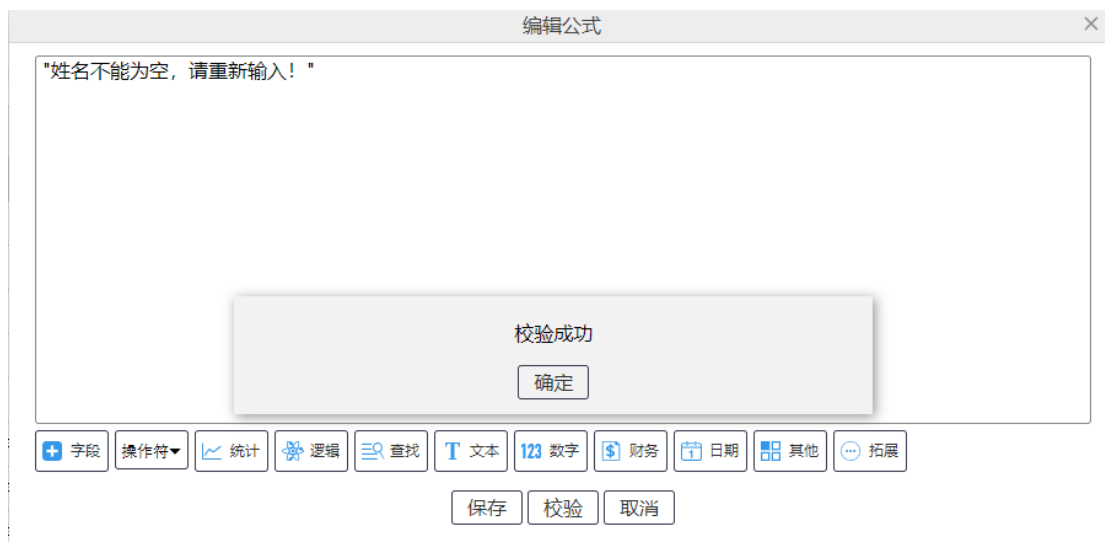 编辑公式
"姓名不能为空，请重新输入！"
校验成功
确定
字段 操作符 统计 逻辑 查找 T 文本 123 数字 $ 财务 1 日期 其他 拓展
保存 校验 取消